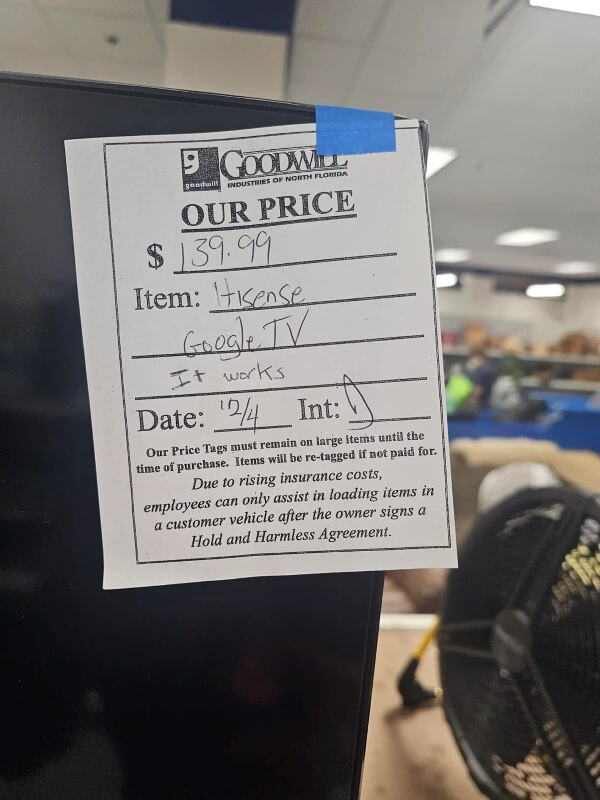 g
goodwill
GOODWILL
INDUSTRIES OF NORTH FLORIDA
OUR PRICE
$ 139.99
Item: Hisense
Google TV
It works
Date: 12/4 Int:
Our Price Tags must remain on large items until the
time of purchase. Items will be re-tagged if not paid for.
Due to rising insurance costs,
employees can only assist in loading items in
a customer vehicle after the owner signs a
Hold and Harmless Agreement.